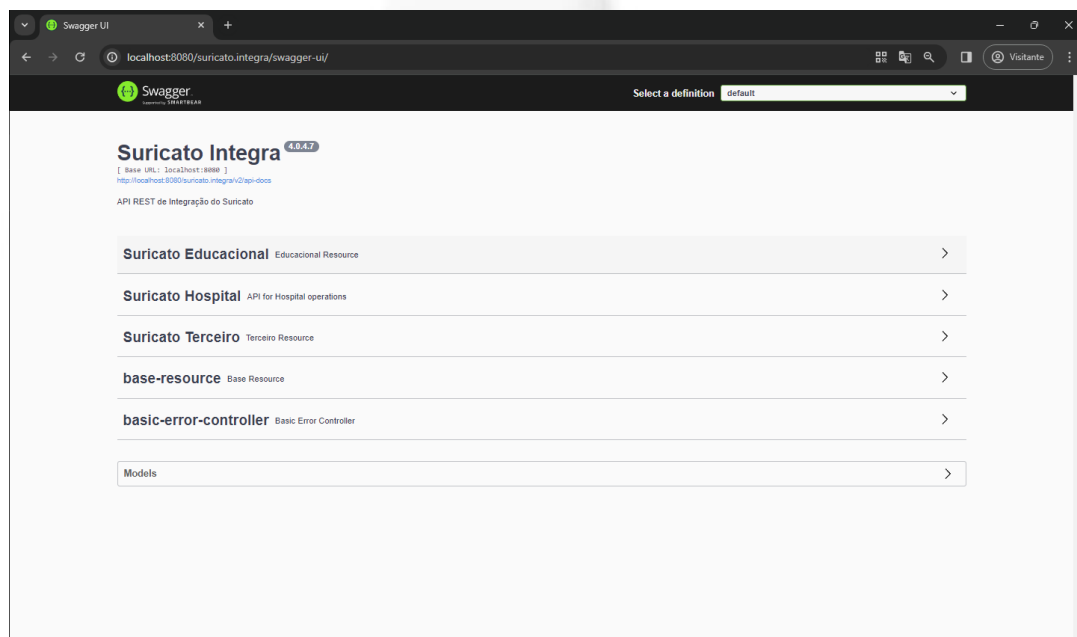 Swagger UI
localhost:8080/suricato.integra/swagger-ui/
Visitante
Swagger.
Supported by SMARTBEAR
Select a definition
default
Suricato Integra 4.0.4.7
[ Base URL: localhost:8080 ]
http://localhost:8080/suricato.integra/v2/api-docs
API REST de Integração do Suricato
Suricato Educacional Educacional Resource
Suricato Hospital API for Hospital operations
Suricato Terceiro Terceiro Resource
base-resource Base Resource
basic-error-controller Basic Error Controller
Models